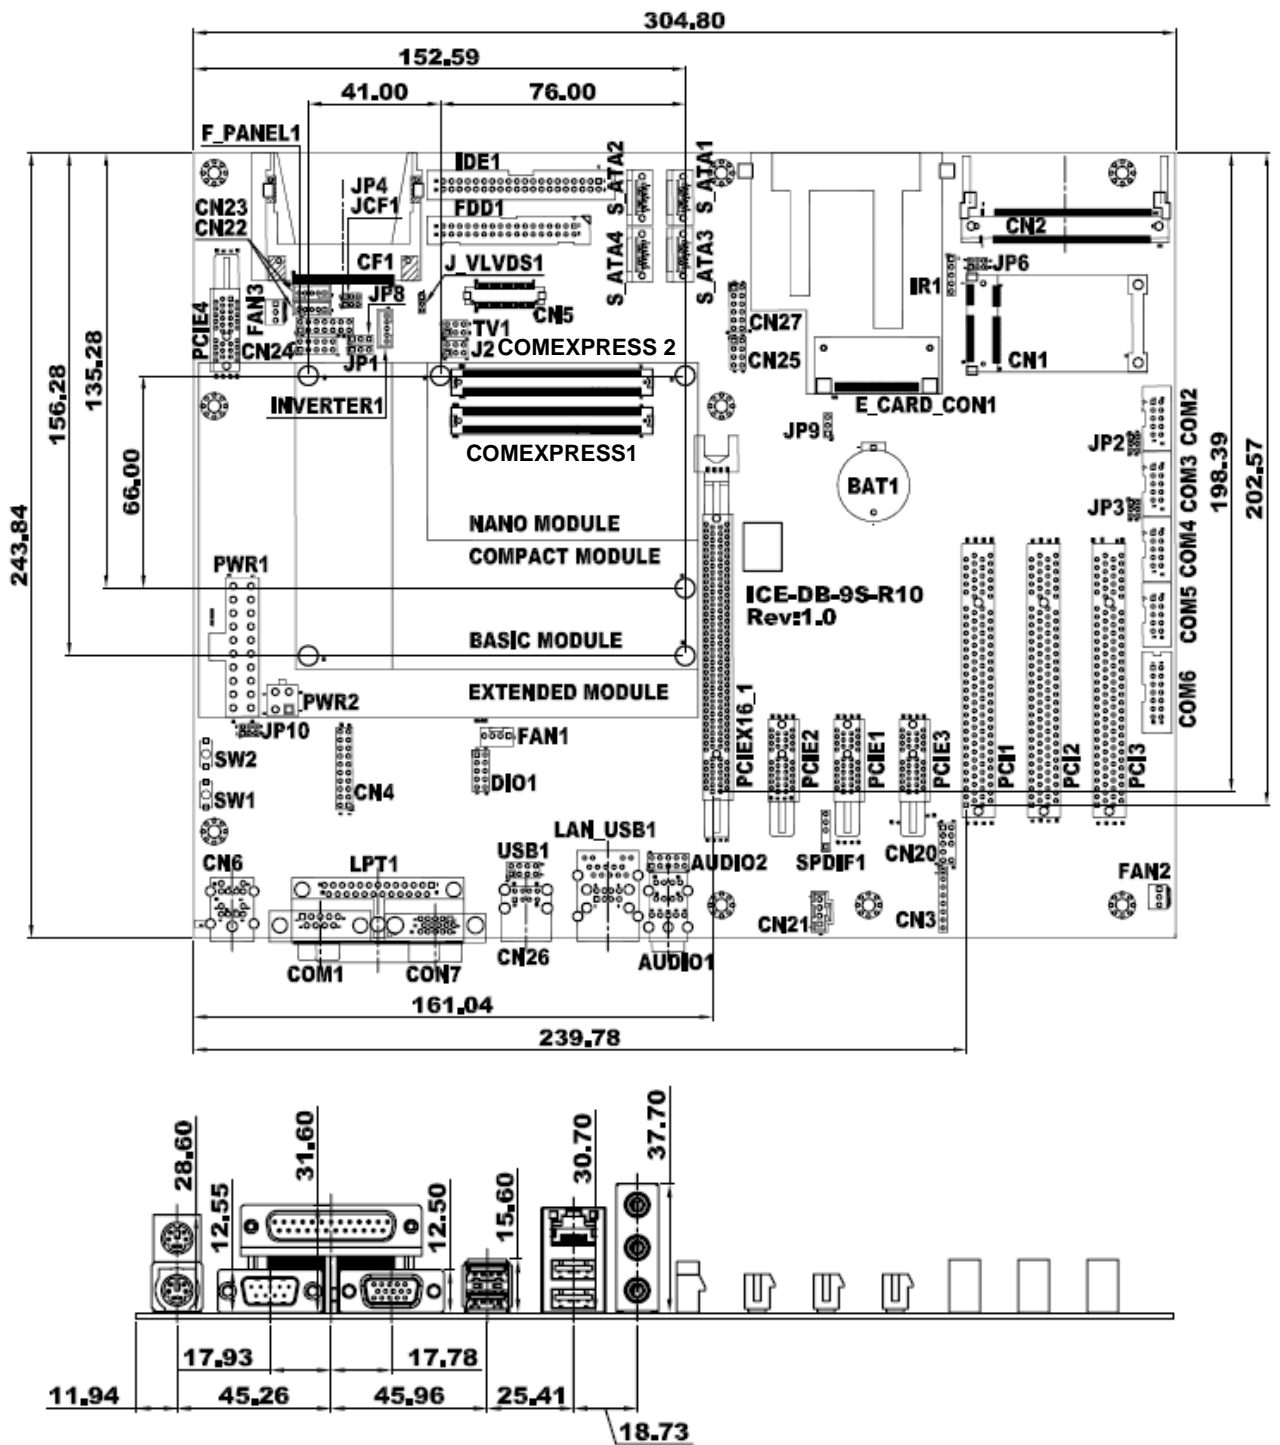 304.80
152.59
41.00
76.00
F_PANEL1
IDE1
S_ATA2
S_ATA1
JP4
JCF1
CN23
CN22
FDD1
CN2
S_ATA4
S_ATA3
CF1
J_VLVDS1
JP6
IR1
FAN3
JP8
CN5
PCIE4
CN27
TV1
CN24
JP1
J2
COMEXPRESS 2
CN25
CN1
INVERTER1
E_CARD_CON1
COM2
JP9
JP2
COMEXPRESS1
BAT1
COM3
JP3
135.28
156.28
243.84
66.00
198.39
202.57
NANO MODULE
COM4
COMPACT MODULE
PWR1
ICE-DB-9S-R10
Rev:1.0
COM5
BASIC MODULE
EXTENDED MODULE
PWR2
COM6
JP10
FAN1
PCIEX16_1
PCIE2
PCIE1
PCIE3
PCI1
PCI2
PCI3
SW2
SW1
CN4
DIO1
LAN_USB1
CN6
LPT1
USB1
AUDIO2
SPDIF1
CN20
FAN2
CN21
CN3
COM1
CON7
CN26
AUDIO1
161.04
239.78
28.60
12.55
31.60
12.50
15.60
30.70
37.70
17.93
17.78
11.94
45.26
45.96
25.41
18.73